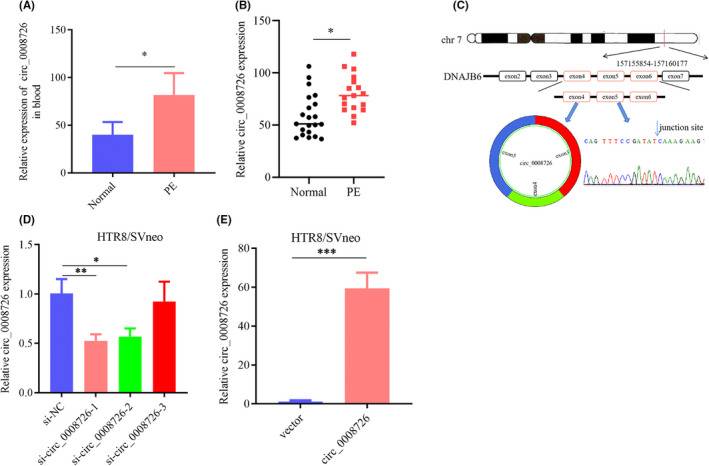 (A)
Relative expression of circ_0008726
in blood
150
100
50
0
*
Normal
PE
(B)
Relative circ_0008726 expression
150
100
50
0
*
Normal
PE
(C)
chr 7
157155854-157160177
DNAJB6
exon2
exon3
exon4
exon5
exon6
exon7
exon4
exon5
exon6
junction site
CAG TTTCCGATATCAAAGAAGT
circ_0008726
exon4
(D)
HTR8/SVneo
Relative circ_0008726 expression
1.5
1.0
0.5
0.0
*
**
si-NC
si-circ_0008726-1
si-circ_0008726-2
si-circ_0008726-3
(E)
HTR8/SVneo
Relative circ_0008726 expression
80
60
40
20
0
***
vector
circ_0008726